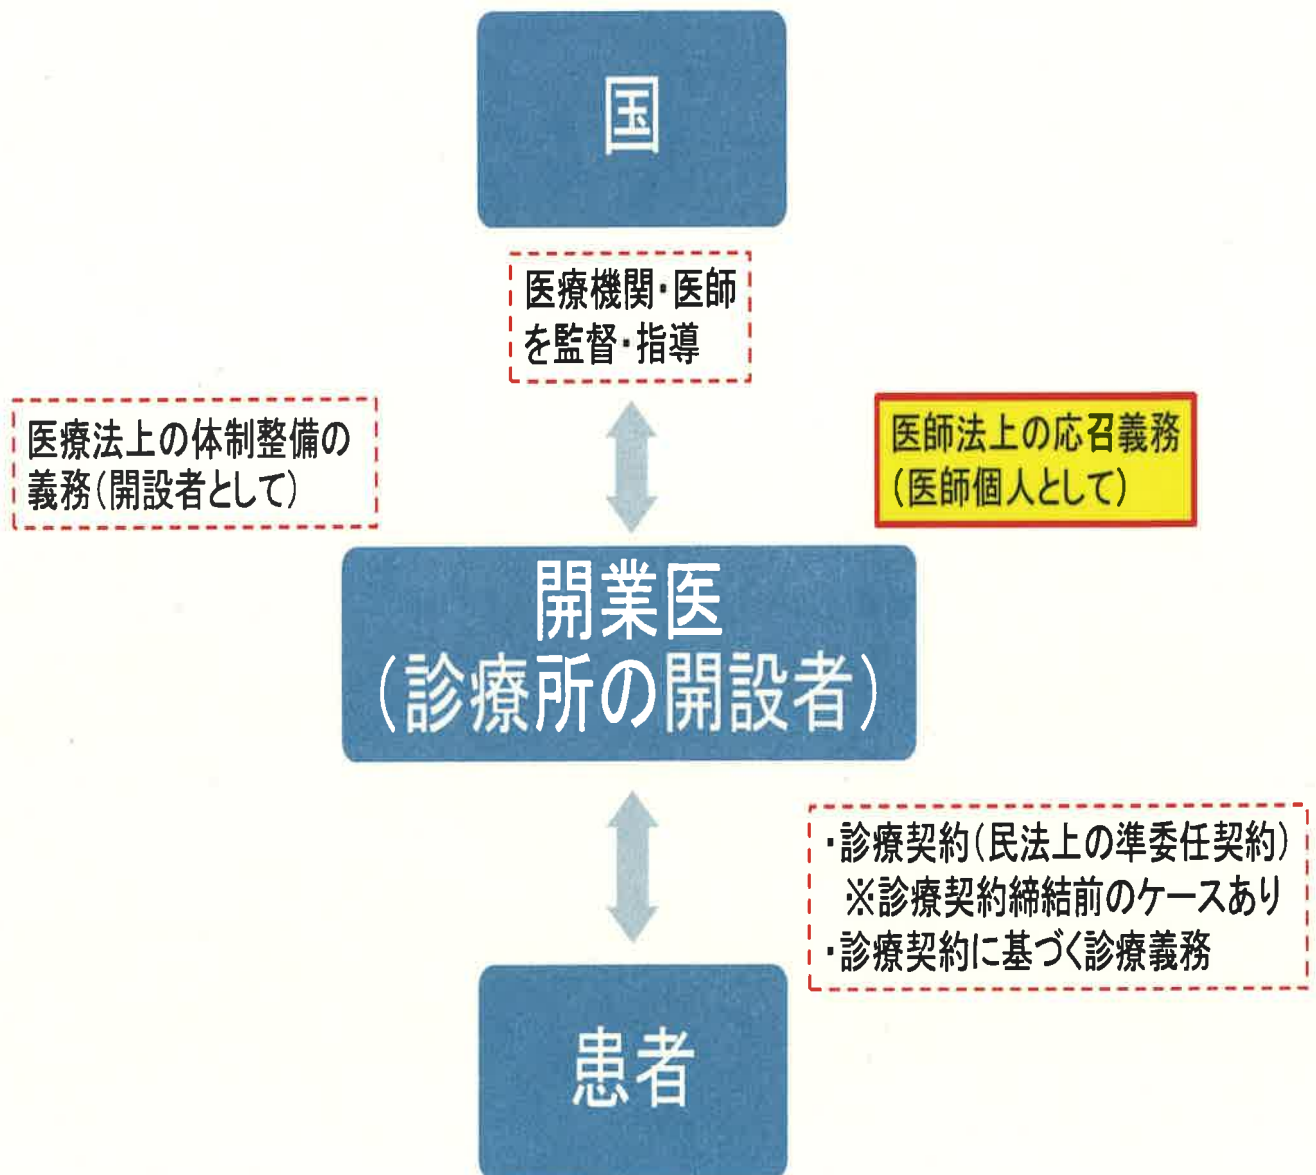 国
医療機関・医師
を監督・指導
医療法上の体制整備の
義務(開設者として)
医師法上の応召義務
(医師個人として)
開業医
(診療所の開設者)
・診療契約(民法上の準委任契約)
※診療契約締結前のケースあり
・診療契約に基づく診療義務
患者